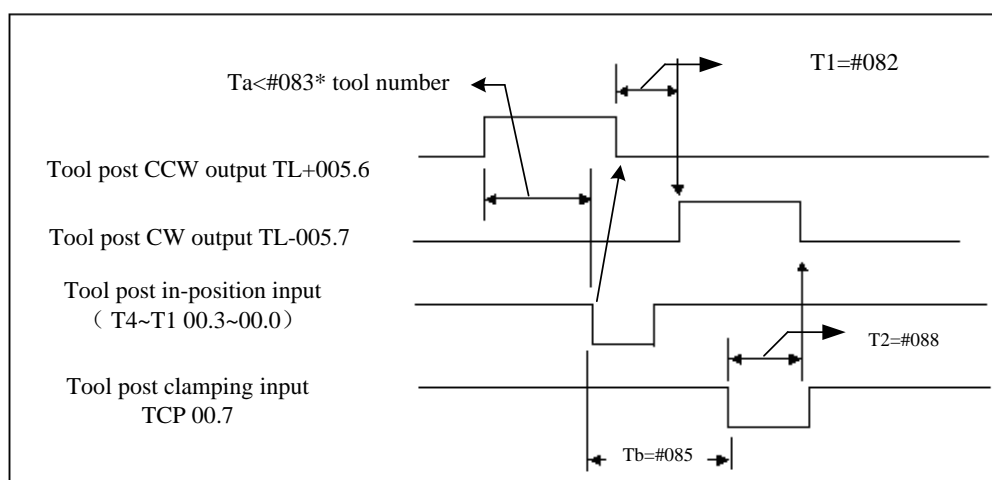 T1=#082
Ta<#083* tool number
Tool post CCW output TL+005.6
Tool post CW output TL-005.7
Tool post in-position input
（ T4~T1 00.3~00.0）
T2=#088
Tool post clamping input
TCP 00.7
Tb=#085